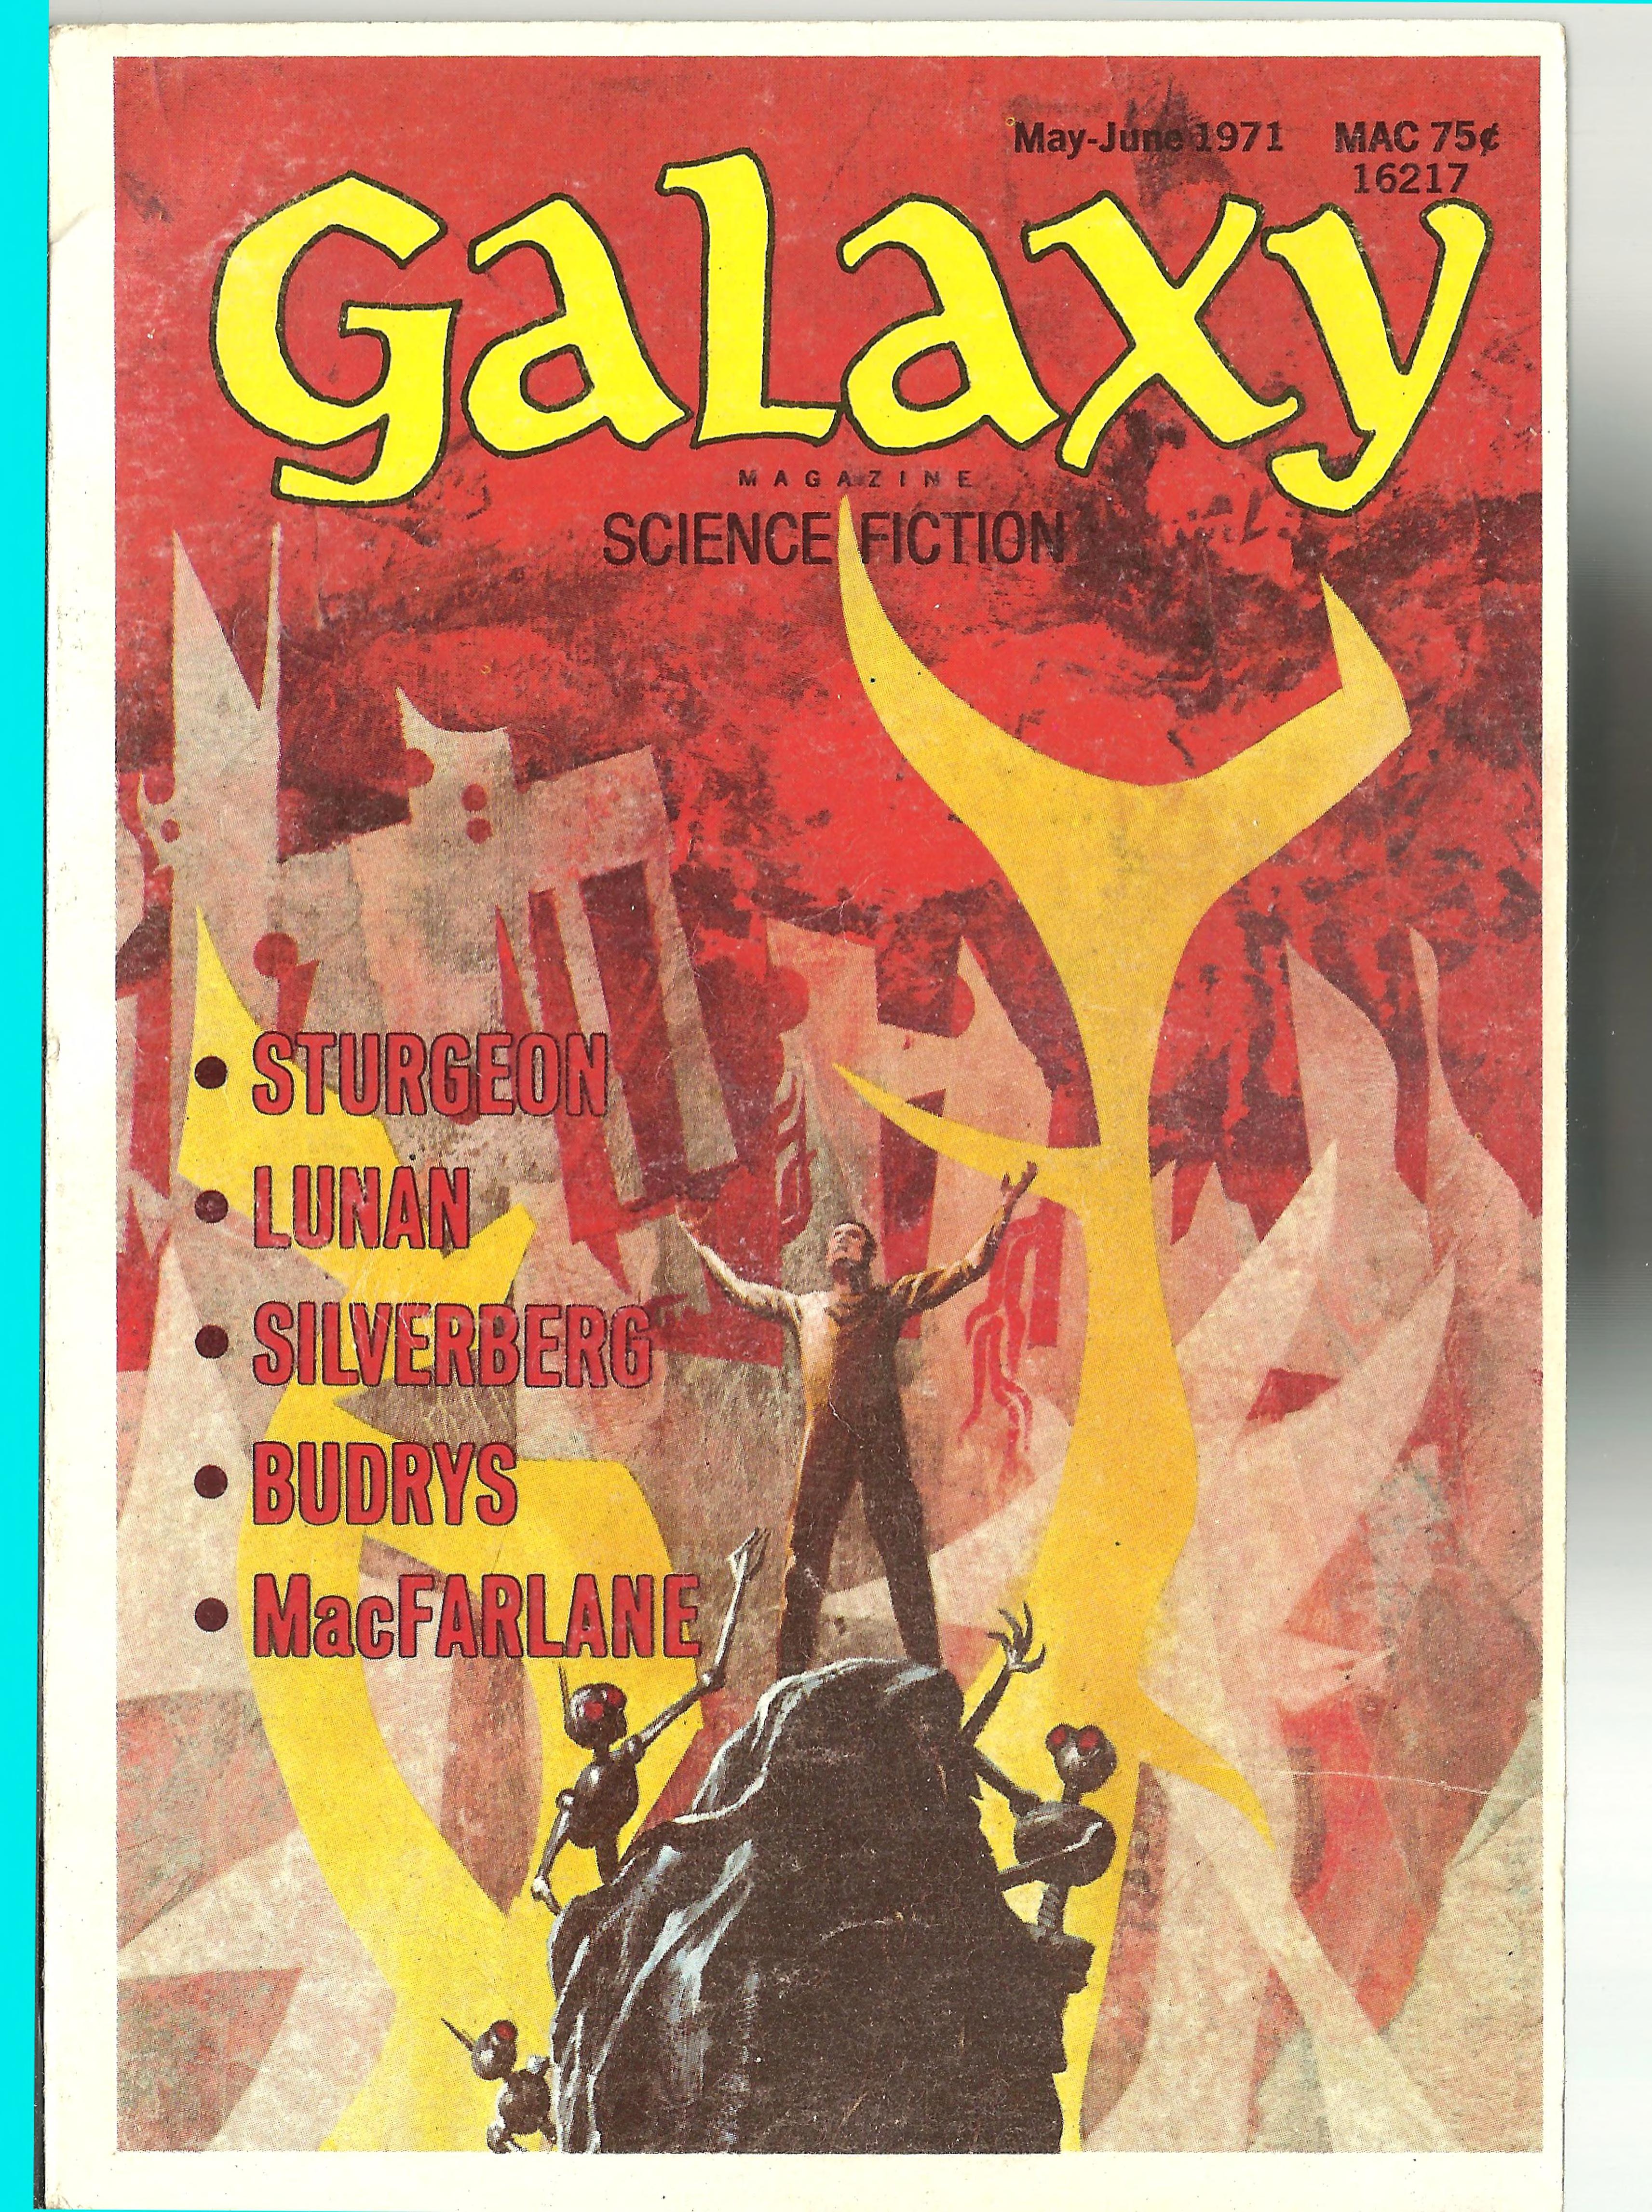 May-June 1971 MAC 75¢
16217
Galaxy
MAGAZINE
SCIENCE FICTION
• STURGEON
• LUNAN
• SILVERBERG
• BUDRYS
• MacFARLANE